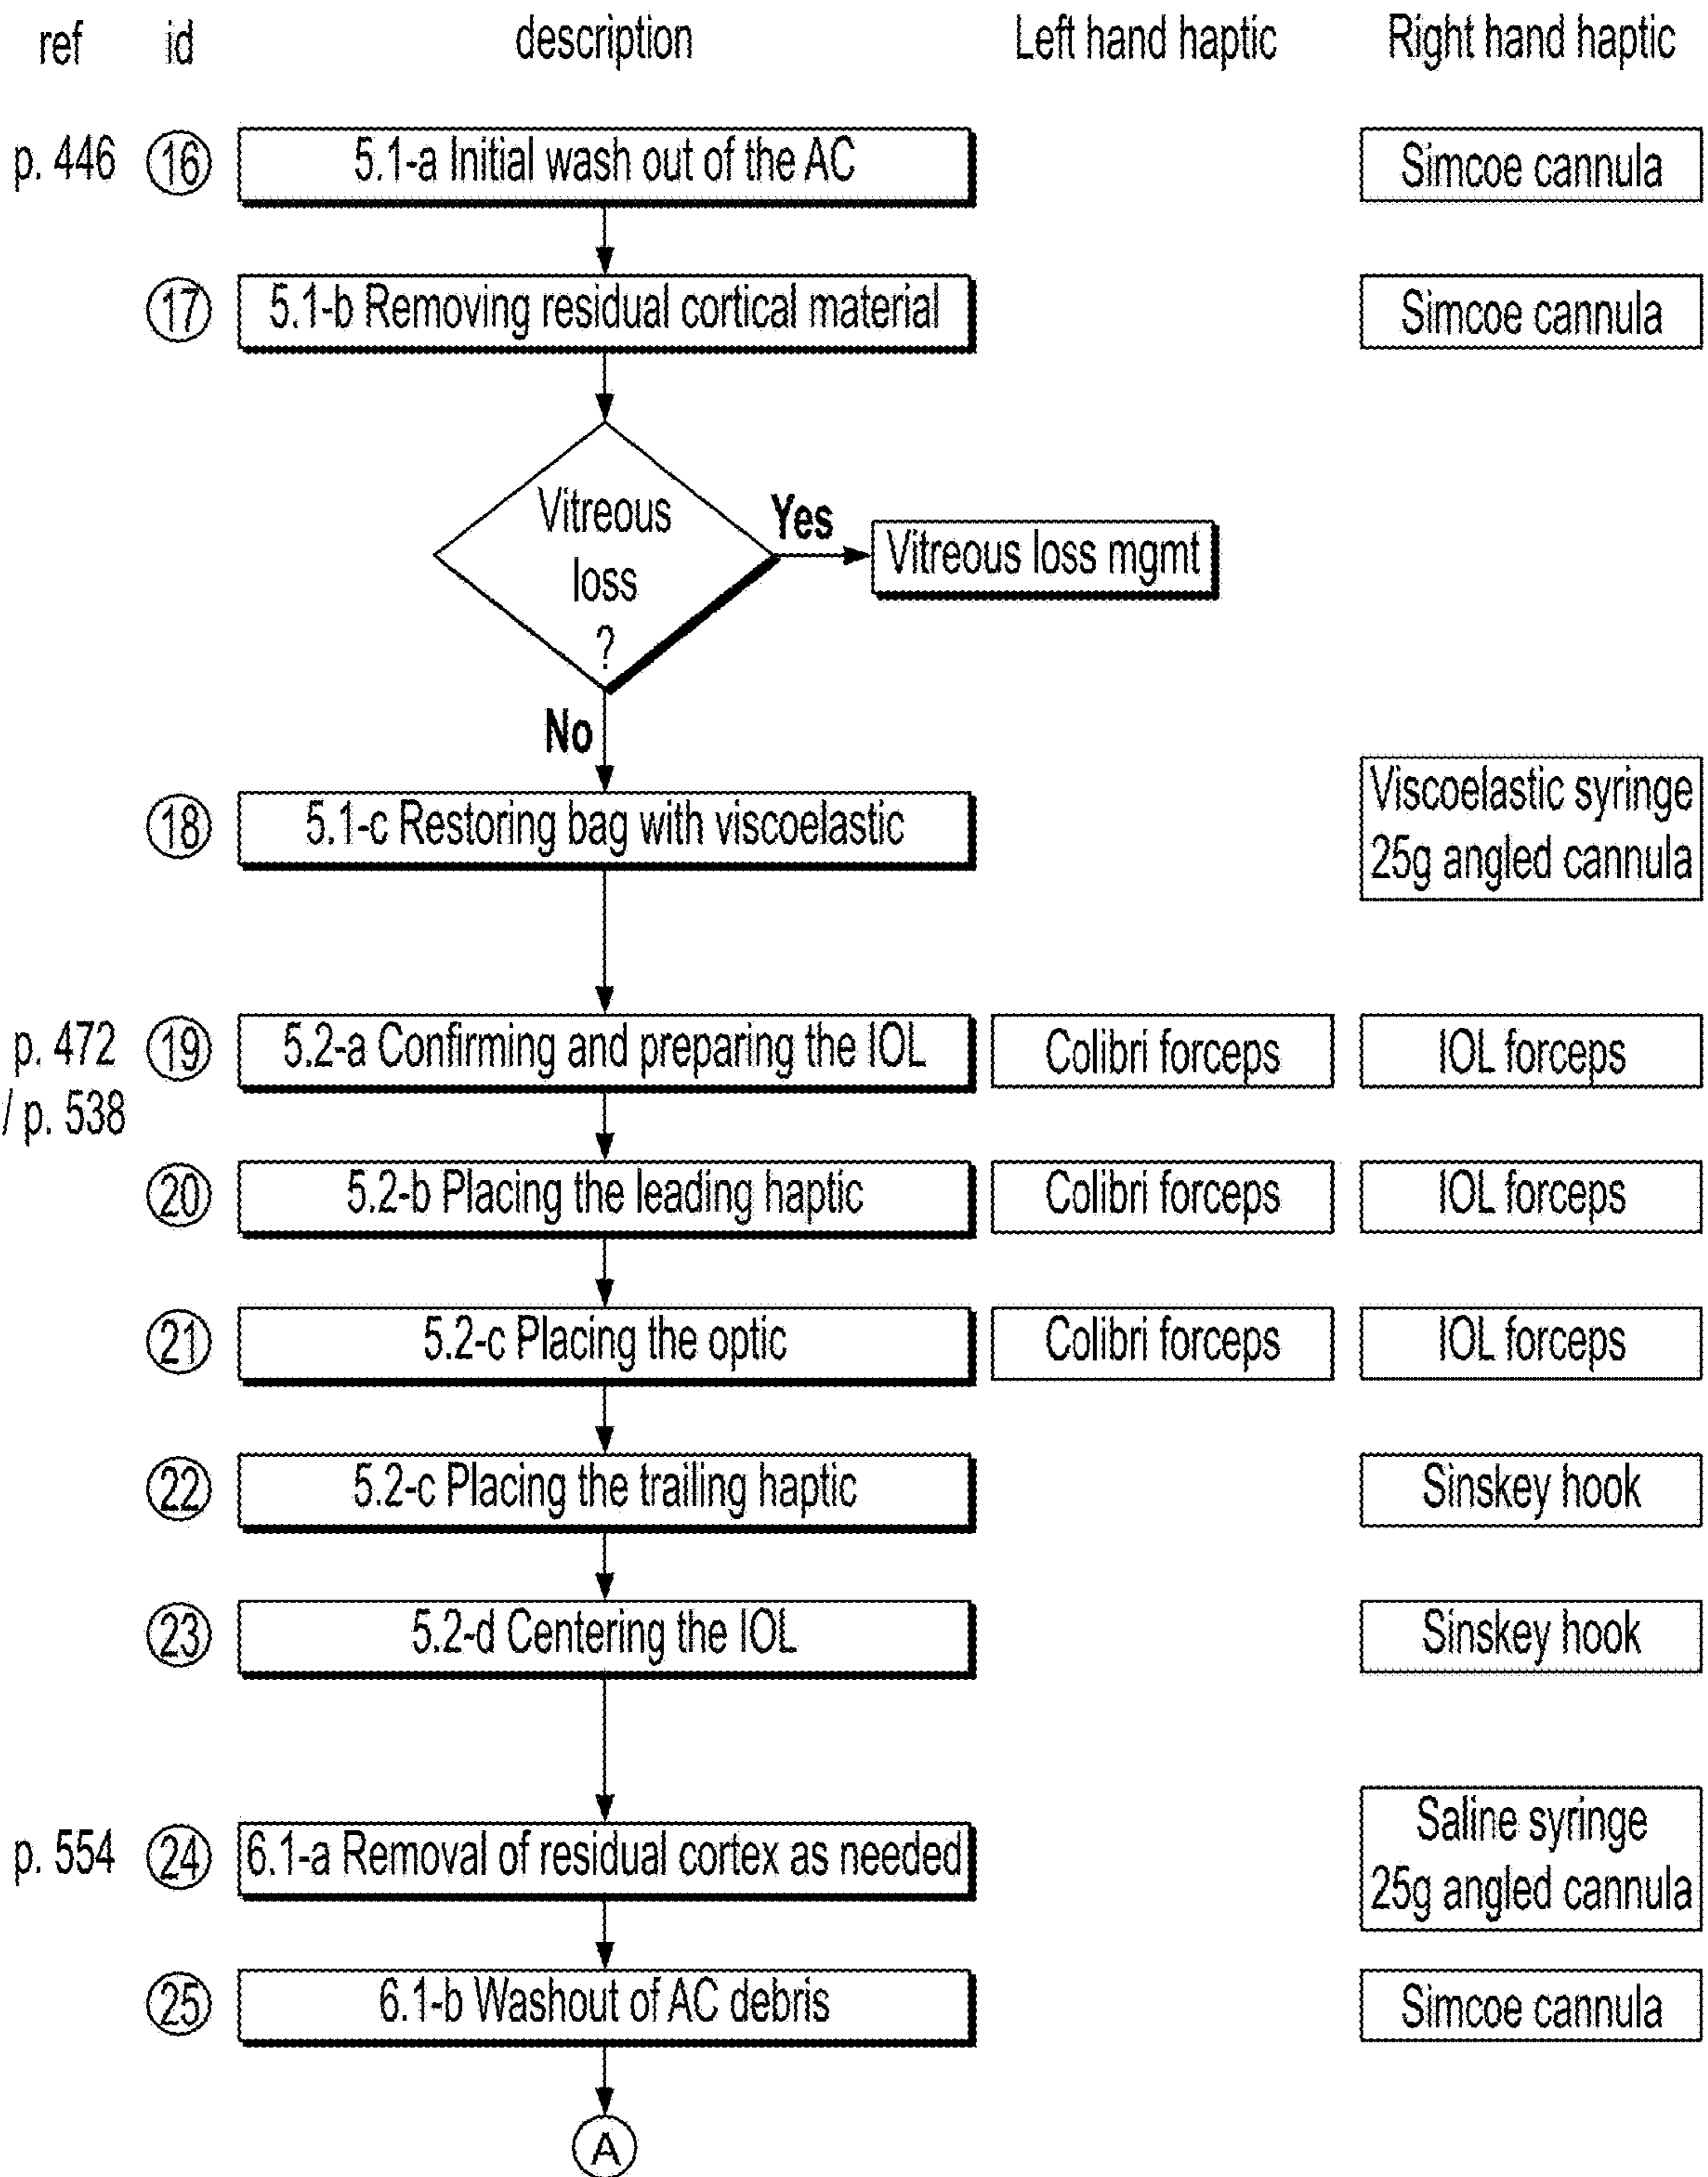 ref id description Left hand haptic Right hand haptic
p. 446 16 5.1-a Initial wash out of the AC Simcoe cannula
17 5.1-b Removing residual cortical material Simcoe cannula
Vitreous
loss
?
Yes
Vitreous loss mgmt
No
18 5.1-c Restoring bag with viscoelastic
Viscoelastic syringe
25g angled cannula
p. 472 19 5.2-a Confirming and preparing the IOL Colibri forceps IOL forceps
/ p. 538
20 5.2-b Placing the leading haptic Colibri forceps IOL forceps
21 5.2-c Placing the optic Colibri forceps IOL forceps
22 5.2-c Placing the trailing haptic Sinskey hook
23 5.2-d Centering the IOL Sinskey hook
p. 554 24 6.1-a Removal of residual cortex as needed
Saline syringe
25g angled cannula
25 6.1-b Washout of AC debris Simcoe cannula
A